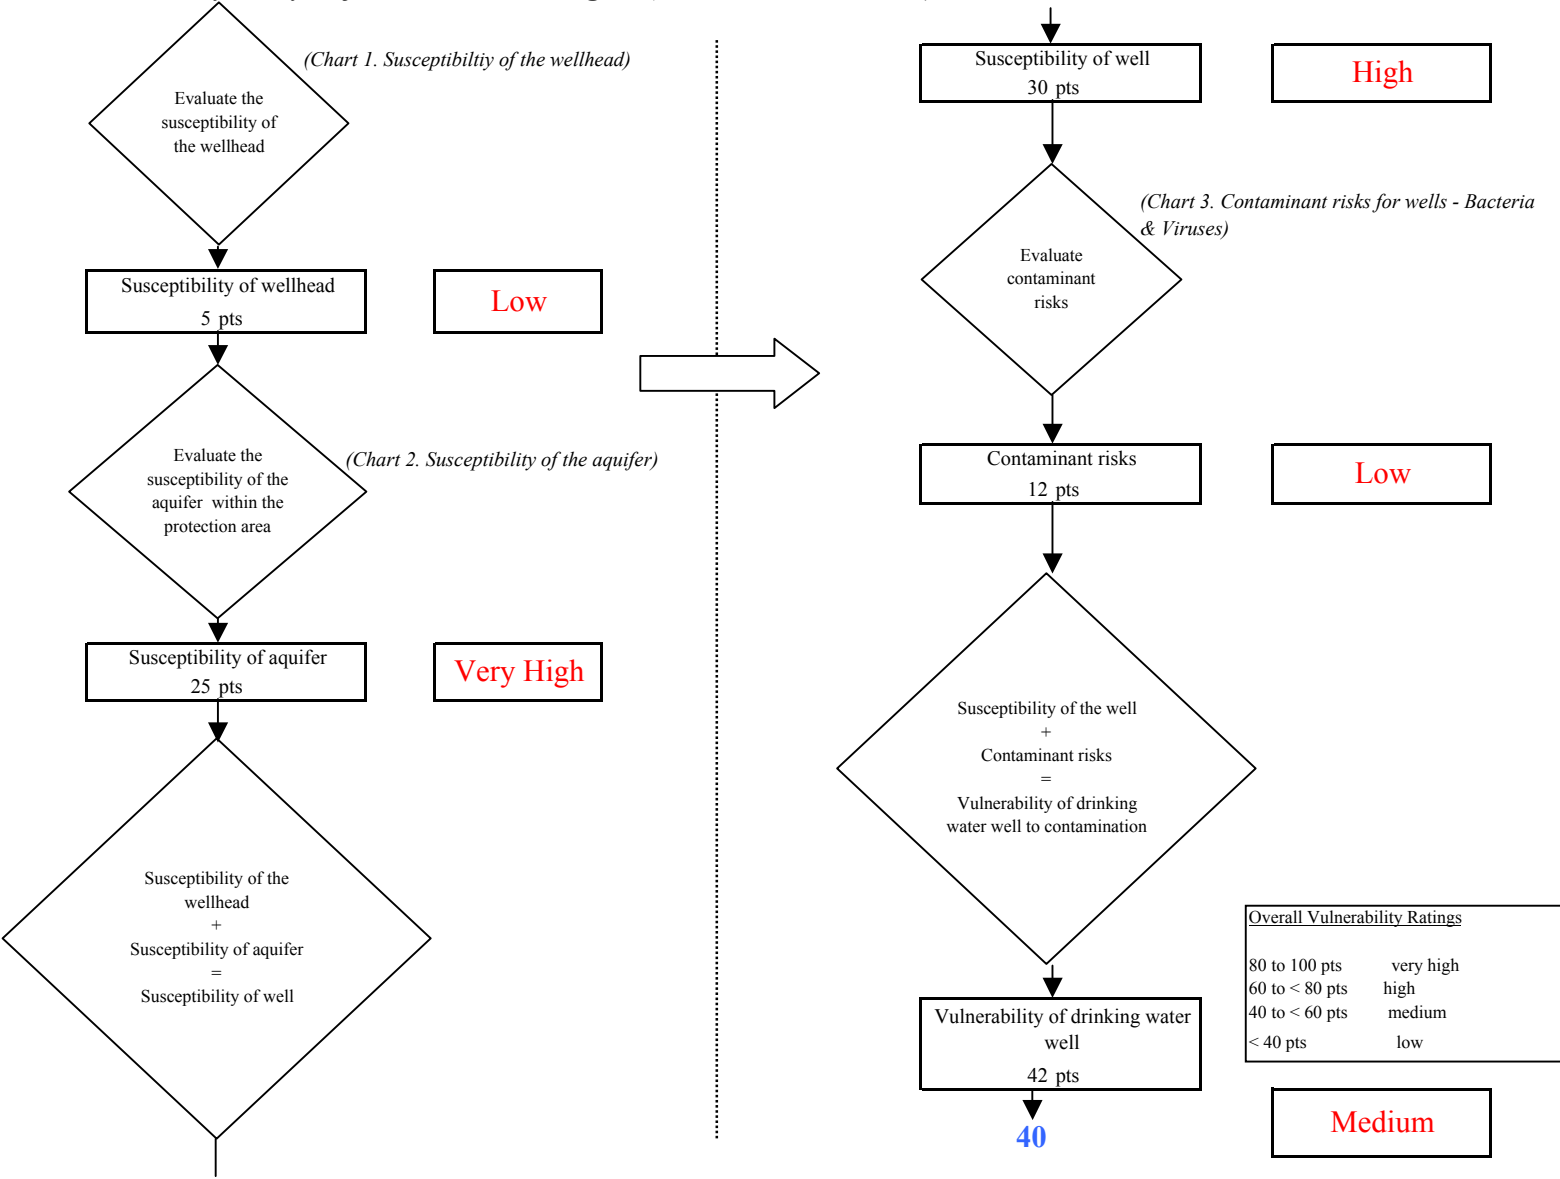 (Chart 1. Susceptibiltiy of the wellhead)
Evaluate the
susceptibility of
the wellhead
Susceptibility of wellhead
5 pts
Low
Evaluate the
susceptibility of the
aquifer within the
protection area
(Chart 2. Susceptibility of the aquifer)
Susceptibility of aquifer
25 pts
Very High
Susceptibility of the
wellhead
+
Susceptibility of aquifer
=
Susceptibility of well
Susceptibility of well
30 pts
High
(Chart 3. Contaminant risks for wells - Bacteria
& Viruses)
Evaluate
contaminant
risks
Contaminant risks
12 pts
Low
Susceptibility of the well
+
Contaminant risks
=
Vulnerability of drinking
water well to contamination
Overall Vulnerability Ratings
80 to 100 pts very high
60 to < 80 pts high
40 to < 60 pts medium
< 40 pts low
Vulnerability of drinking water
well
42 pts
40
Medium